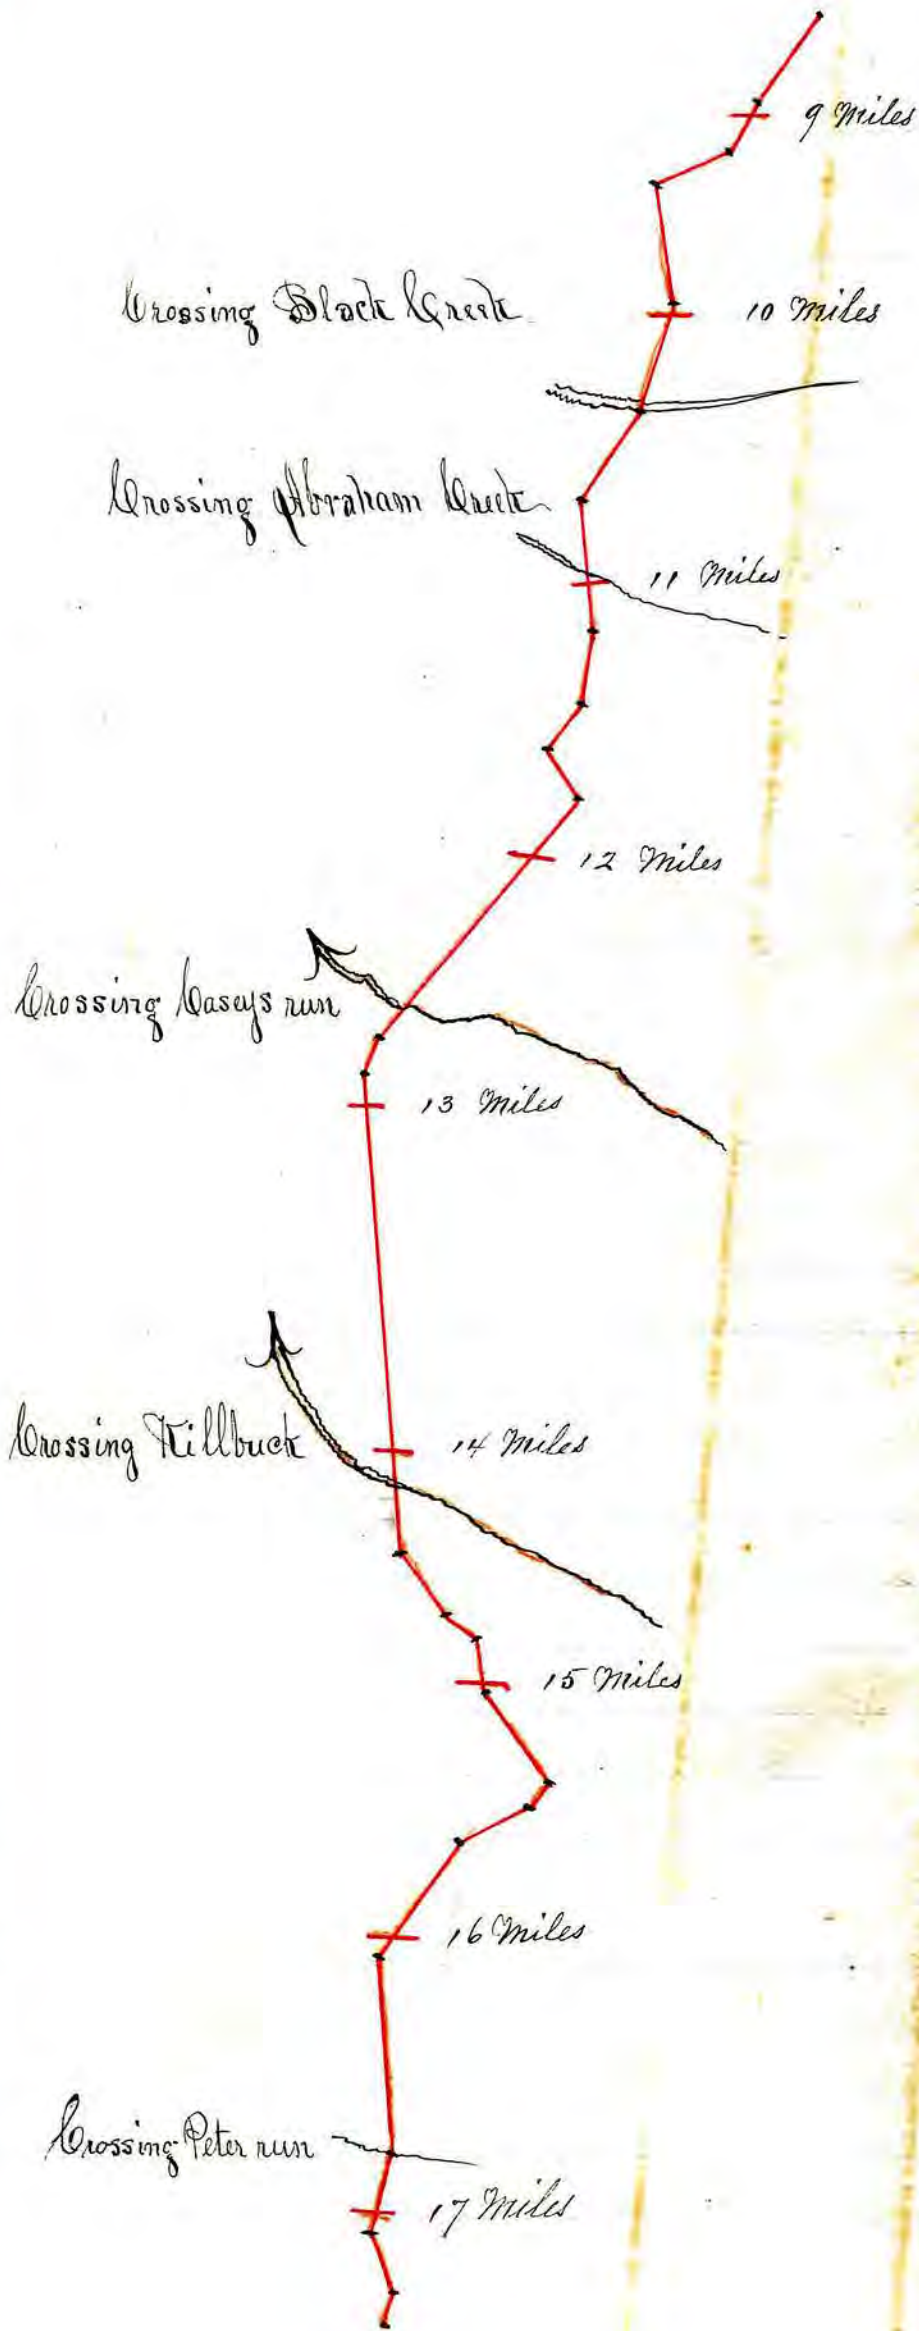 9 Miles
Crossing Black Creek
10 Miles
Crossing Abraham Creek
11 Miles
12 Miles
Crossing Caseys run
13 Miles
Crossing Killbuck
14 Miles
15 Miles
16 Miles
Crossing Peter run
17 Miles